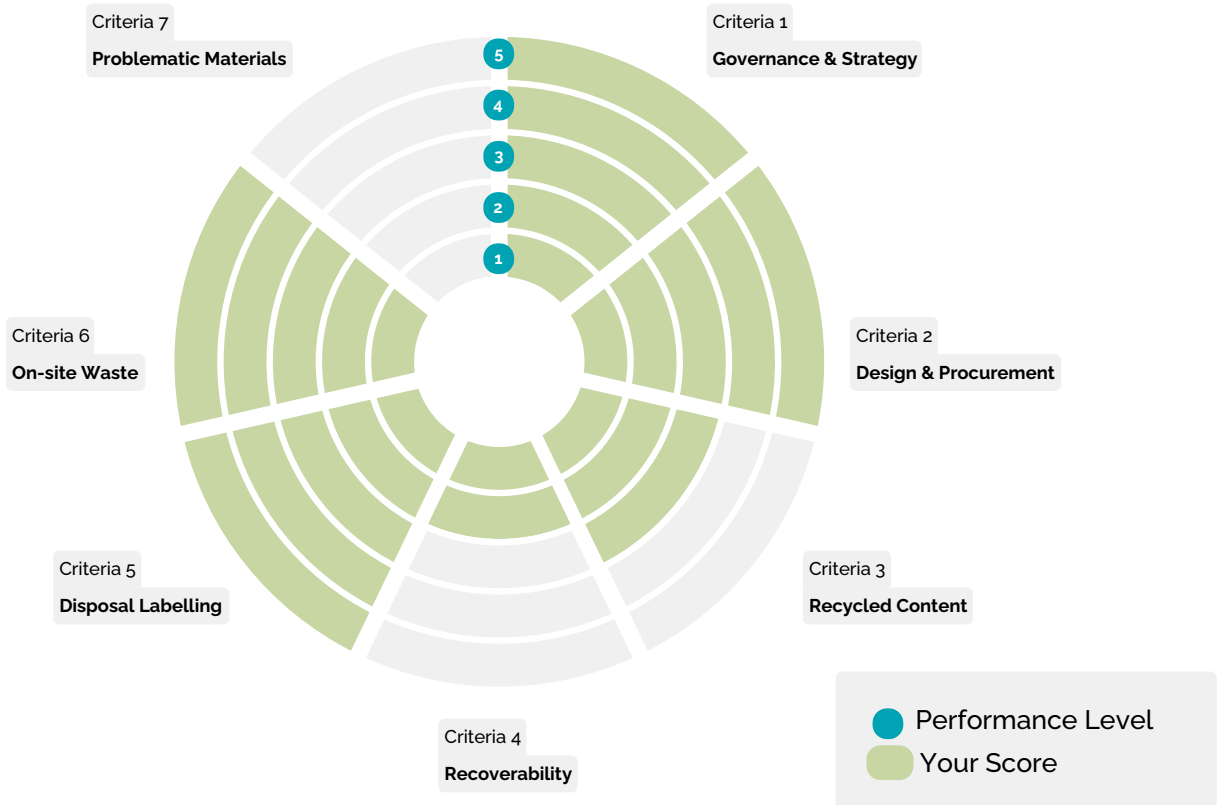 Criteria 7
Problematic Materials
Criteria 1
Governance & Strategy
5
4
3
2
1
Criteria 6
On-site Waste
Criteria 2
Design & Procurement
Criteria 5
Disposal Labelling
Criteria 3
Recycled Content
Criteria 4
Recoverability
Performance Level
Your Score